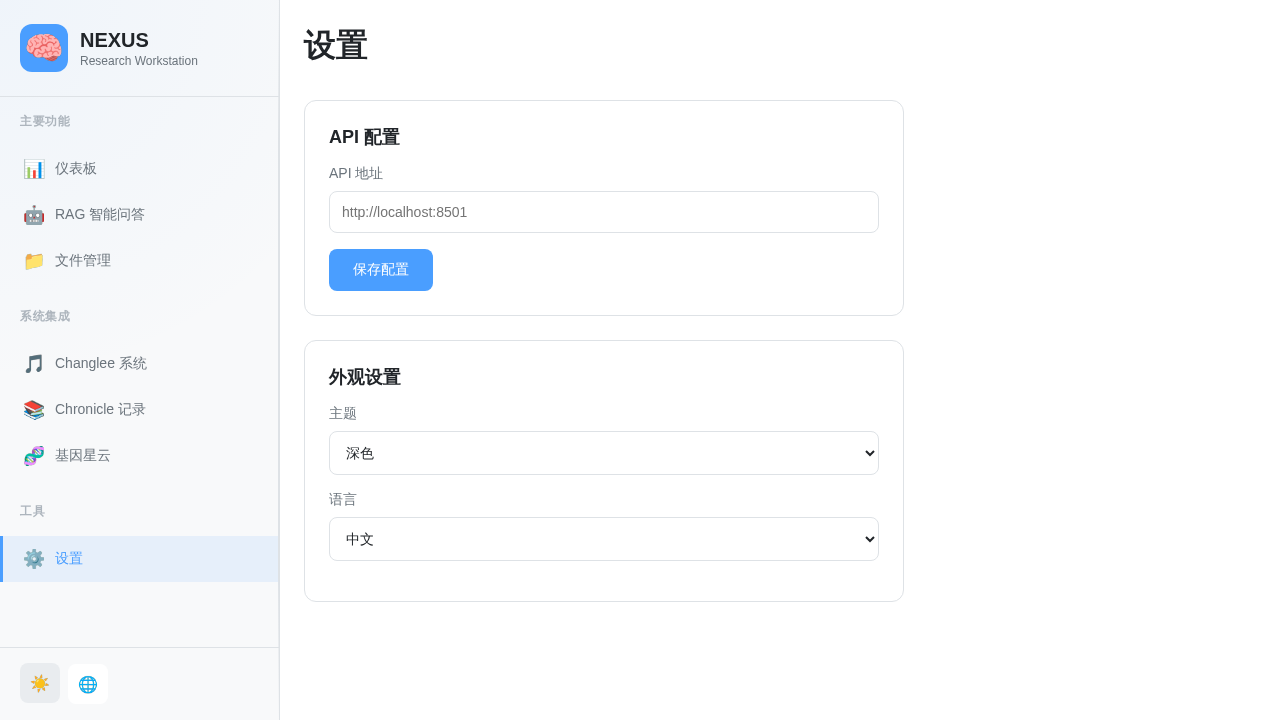 NEXUS
Research Workstation
主要功能
仪表板
RAG 智能问答
文件管理
系统集成
Changlee 系统
Chronicle 记录
基因星云
工具
设置
设置
API 配置
API 地址
http://localhost:8501
保存配置
外观设置
主题
深色
语言
中文